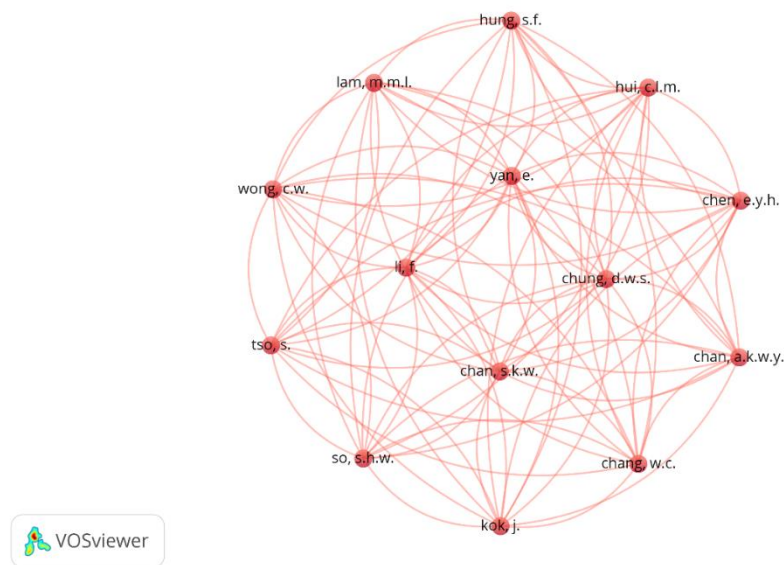 hung, s.f.
lam, m.m.l.
hui, c.l.m.
yan, e.
wong, c.w.
chen, e.y.h.
li, f.
chung, d.w.s.
tso, s.
chan, a.k.w.y.
chan, s.k.w.
so, s.h.w.
chang, w.c.
kok, j.
VOSviewer